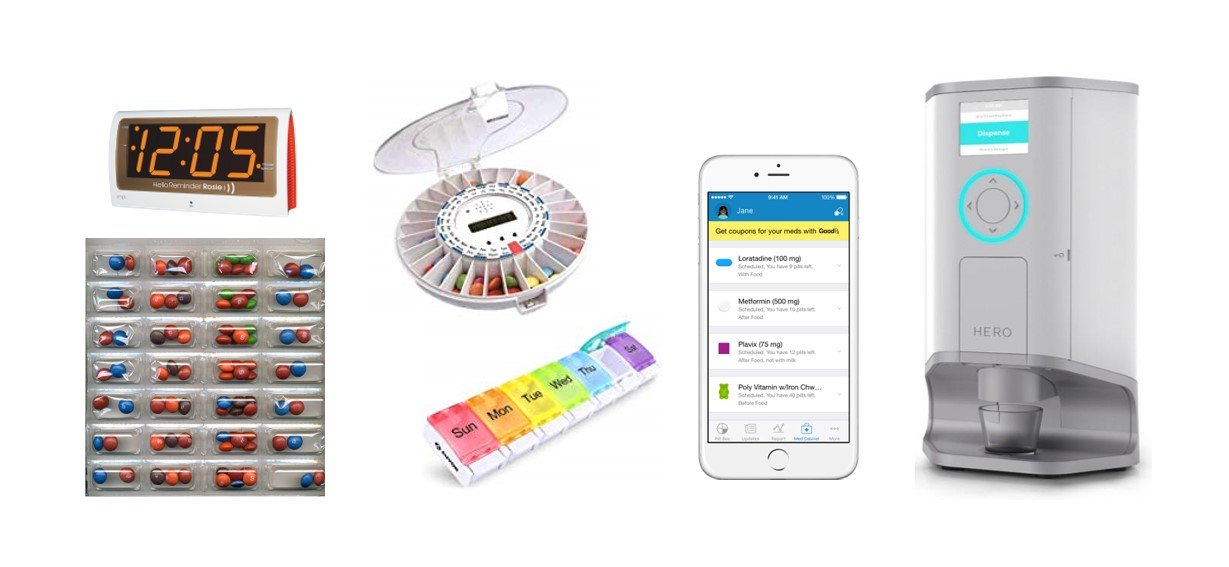 12:05
Hello Reminder Rosie
Sun
Mon
Tue
Wed
Thu
Sat
9:41 AM
100%
Jane
Get coupons for your meds with GoodRx
Loratadine (100 mg)
Scheduled, You have 9 pills left.
With Food
Metformin (500 mg)
Scheduled, You have 10 pills left.
After Food
Plavix (75 mg)
Scheduled, You have 12 pills left.
After Food, not with milk
Poly Vitamin w/Iron Chw...
Scheduled, You have 40 pills left.
Before Food
Pill Box
Updates
Report
Med Cabinet
More
Dispense
HERO